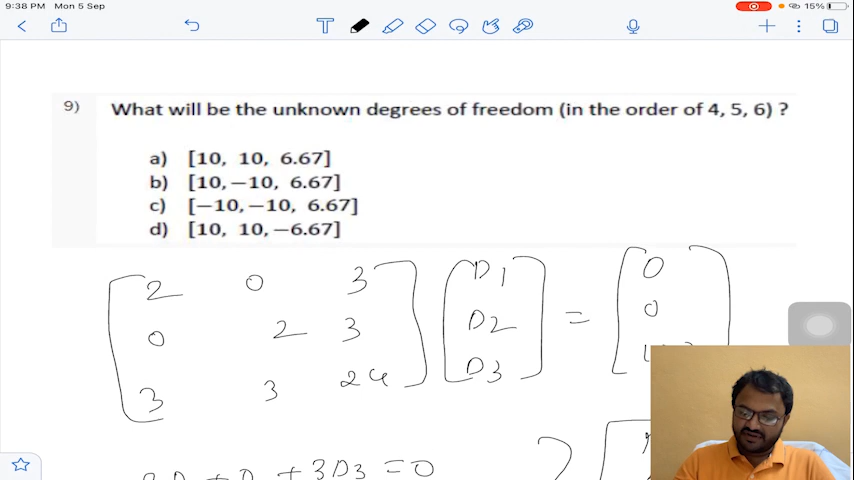 9:38 PM Mon 5 Sep 15%
9) What will be the unknown degrees of freedom (in the order of 4, 5, 6) ?
a) [10, 10, 6.67]
b) [10, −10, 6.67]
c) [−10, −10, 6.67]
d) [10, 10, −6.67]
2 0 3 D1 0
0 2 3 D2 = 0
3 3 24 D3
+ 3D3 = 0